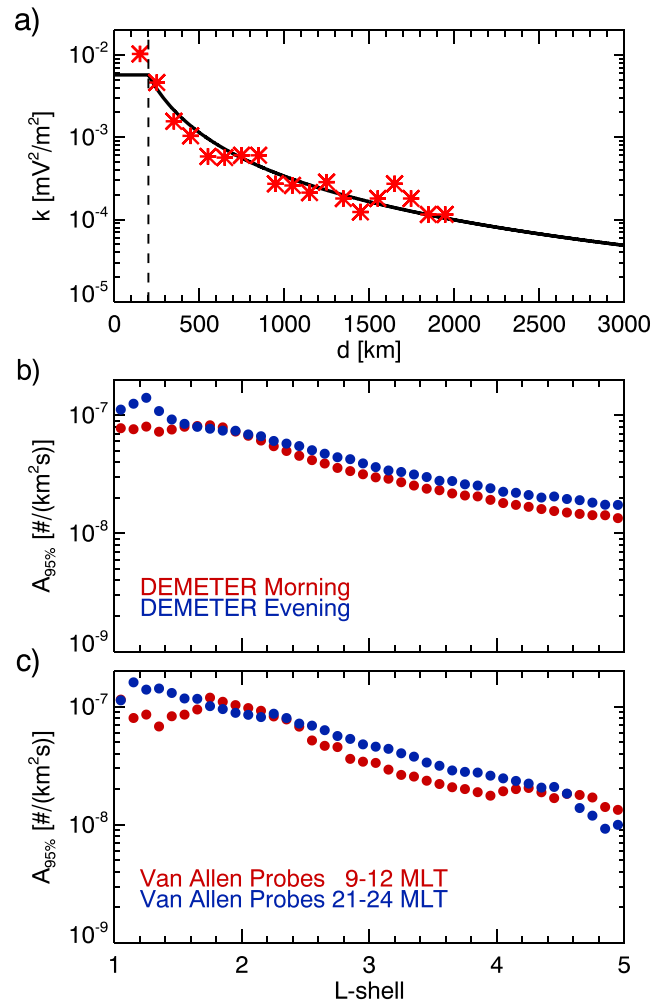 a)
k [mV²/m²]
10⁻²
10⁻³
10⁻⁴
10⁻⁵
0 500 1000 1500 2000 2500 3000
d [km]
b)
A₉₅% [#/(km²s)]
10⁻⁷
10⁻⁸
10⁻⁹
DEMETER Morning
DEMETER Evening
c)
A₉₅% [#/(km²s)]
10⁻⁷
10⁻⁸
10⁻⁹
Van Allen Probes 9-12 MLT
Van Allen Probes 21-24 MLT
1 2 3 4 5
L-shell